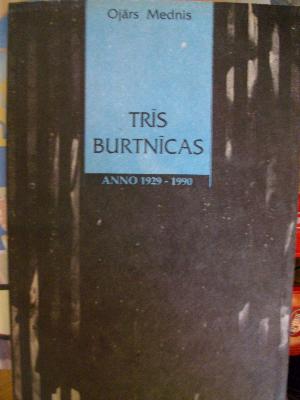 Ojārs Mednis
TRĪS
BURTNĪCAS
ANNO 1929 - 1990